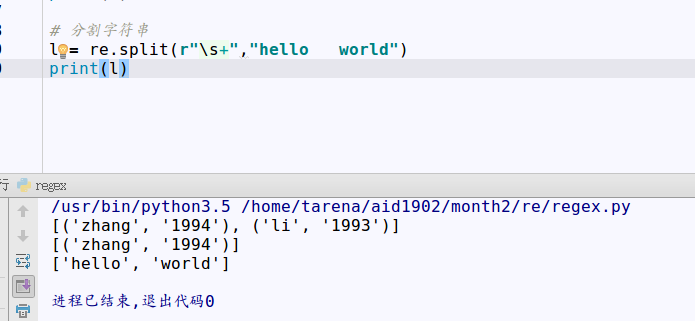 # 分割字符串
l = re.split(r"\s+","hello   world")
print(l)
行 regex
/usr/bin/python3.5 /home/tarena/aid1902/month2/re/regex.py
[('zhang', '1994'), ('li', '1993')]
[('zhang', '1994')]
['hello', 'world']
进程已结束,退出代码0